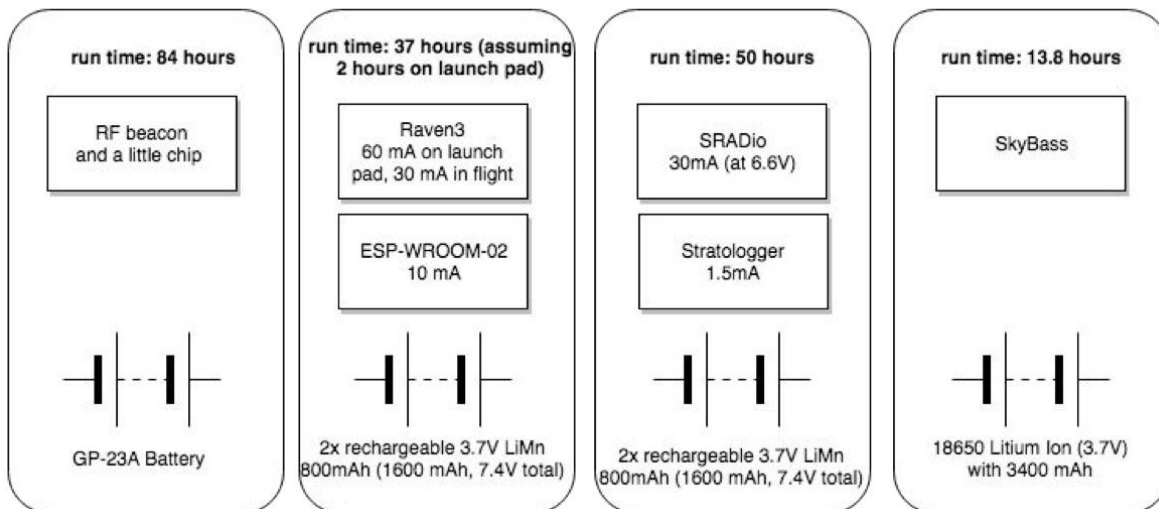 run time: 84 hours
RF beacon
and a little chip
GP-23A Battery
run time: 37 hours (assuming
2 hours on launch pad)
Raven3
60 mA on launch
pad, 30 mA in flight
ESP-WROOM-02
10 mA
2x rechargeable 3.7V LiMn
800mAh (1600 mAh, 7.4V total)
run time: 50 hours
SRADio
30mA (at 6.6V)
Stratologger
1.5mA
2x rechargeable 3.7V LiMn
800mAh (1600 mAh, 7.4V total)
run time: 13.8 hours
SkyBass
18650 Litium Ion (3.7V)
with 3400 mAh